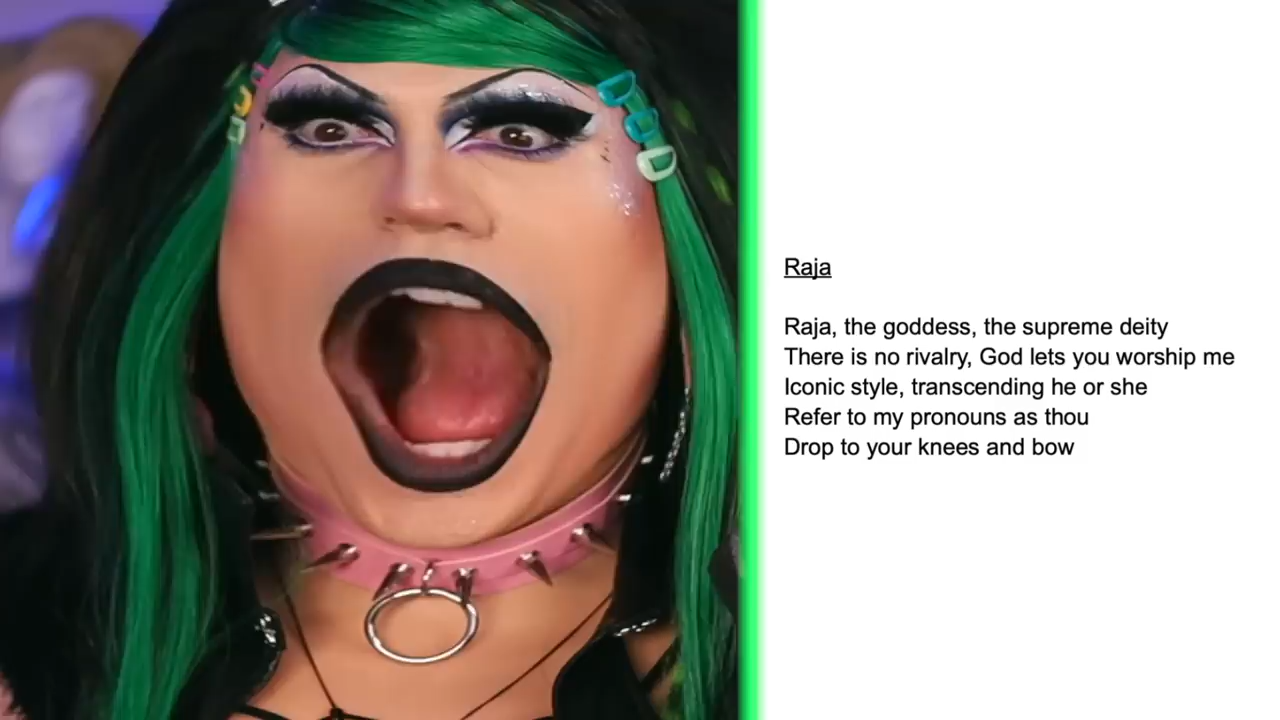 Raja
Raja, the goddess, the supreme deity
There is no rivalry, God lets you worship me
Iconic style, transcending he or she
Refer to my pronouns as thou
Drop to your knees and bow